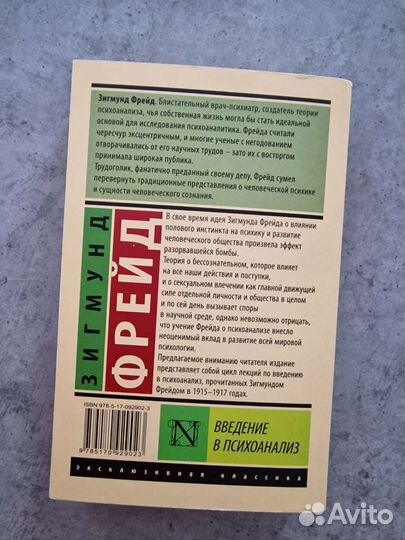 Зигмунд Фрейд. Блистательный врач-психиатр, создатель теории
психоанализа, чья собственная жизнь могла бы стать идеальной
основой для исследования психоаналитика. Фрейда считали
чересчур эксцентричным, и многие ученые с негодованием
отворачивались от его научных трудов – зато их с восторгом
принимала широкая публика.
Трудоголик, фанатично преданный своему делу, Фрейд сумел
перевернуть традиционные представления о человеческой психике
и сущности человеческого сознания.
ЗИГМУНД
ФРЕЙД
В свое время идея Зигмунда Фрейда о влиянии
полового инстинкта на психику и развитие
человеческого общества произвела эффект
разорвавшейся бомбы.
Теория о бессознательном, которое влияет
на все наши действия и поступки,
и о сексуальном влечении как главной движущей
силе отдельной личности и общества в целом
и по сей день вызывает споры
в научной среде, однако невозможно отрицать,
что учение Фрейда о психоанализе внесло
неоценимый вклад в развитие всей мировой
психологии.
Предлагаемое вниманию читателя издание
представляет собой цикл лекций по введению
в психоанализ, прочитанных Зигмундом
Фрейдом в 1915–1917 годах.
ISBN 978-5-17-092902-3
9 785170 929023
N
ВВЕДЕНИЕ
В ПСИХОАНАЛИЗ
эксклюзивная классика
Avito